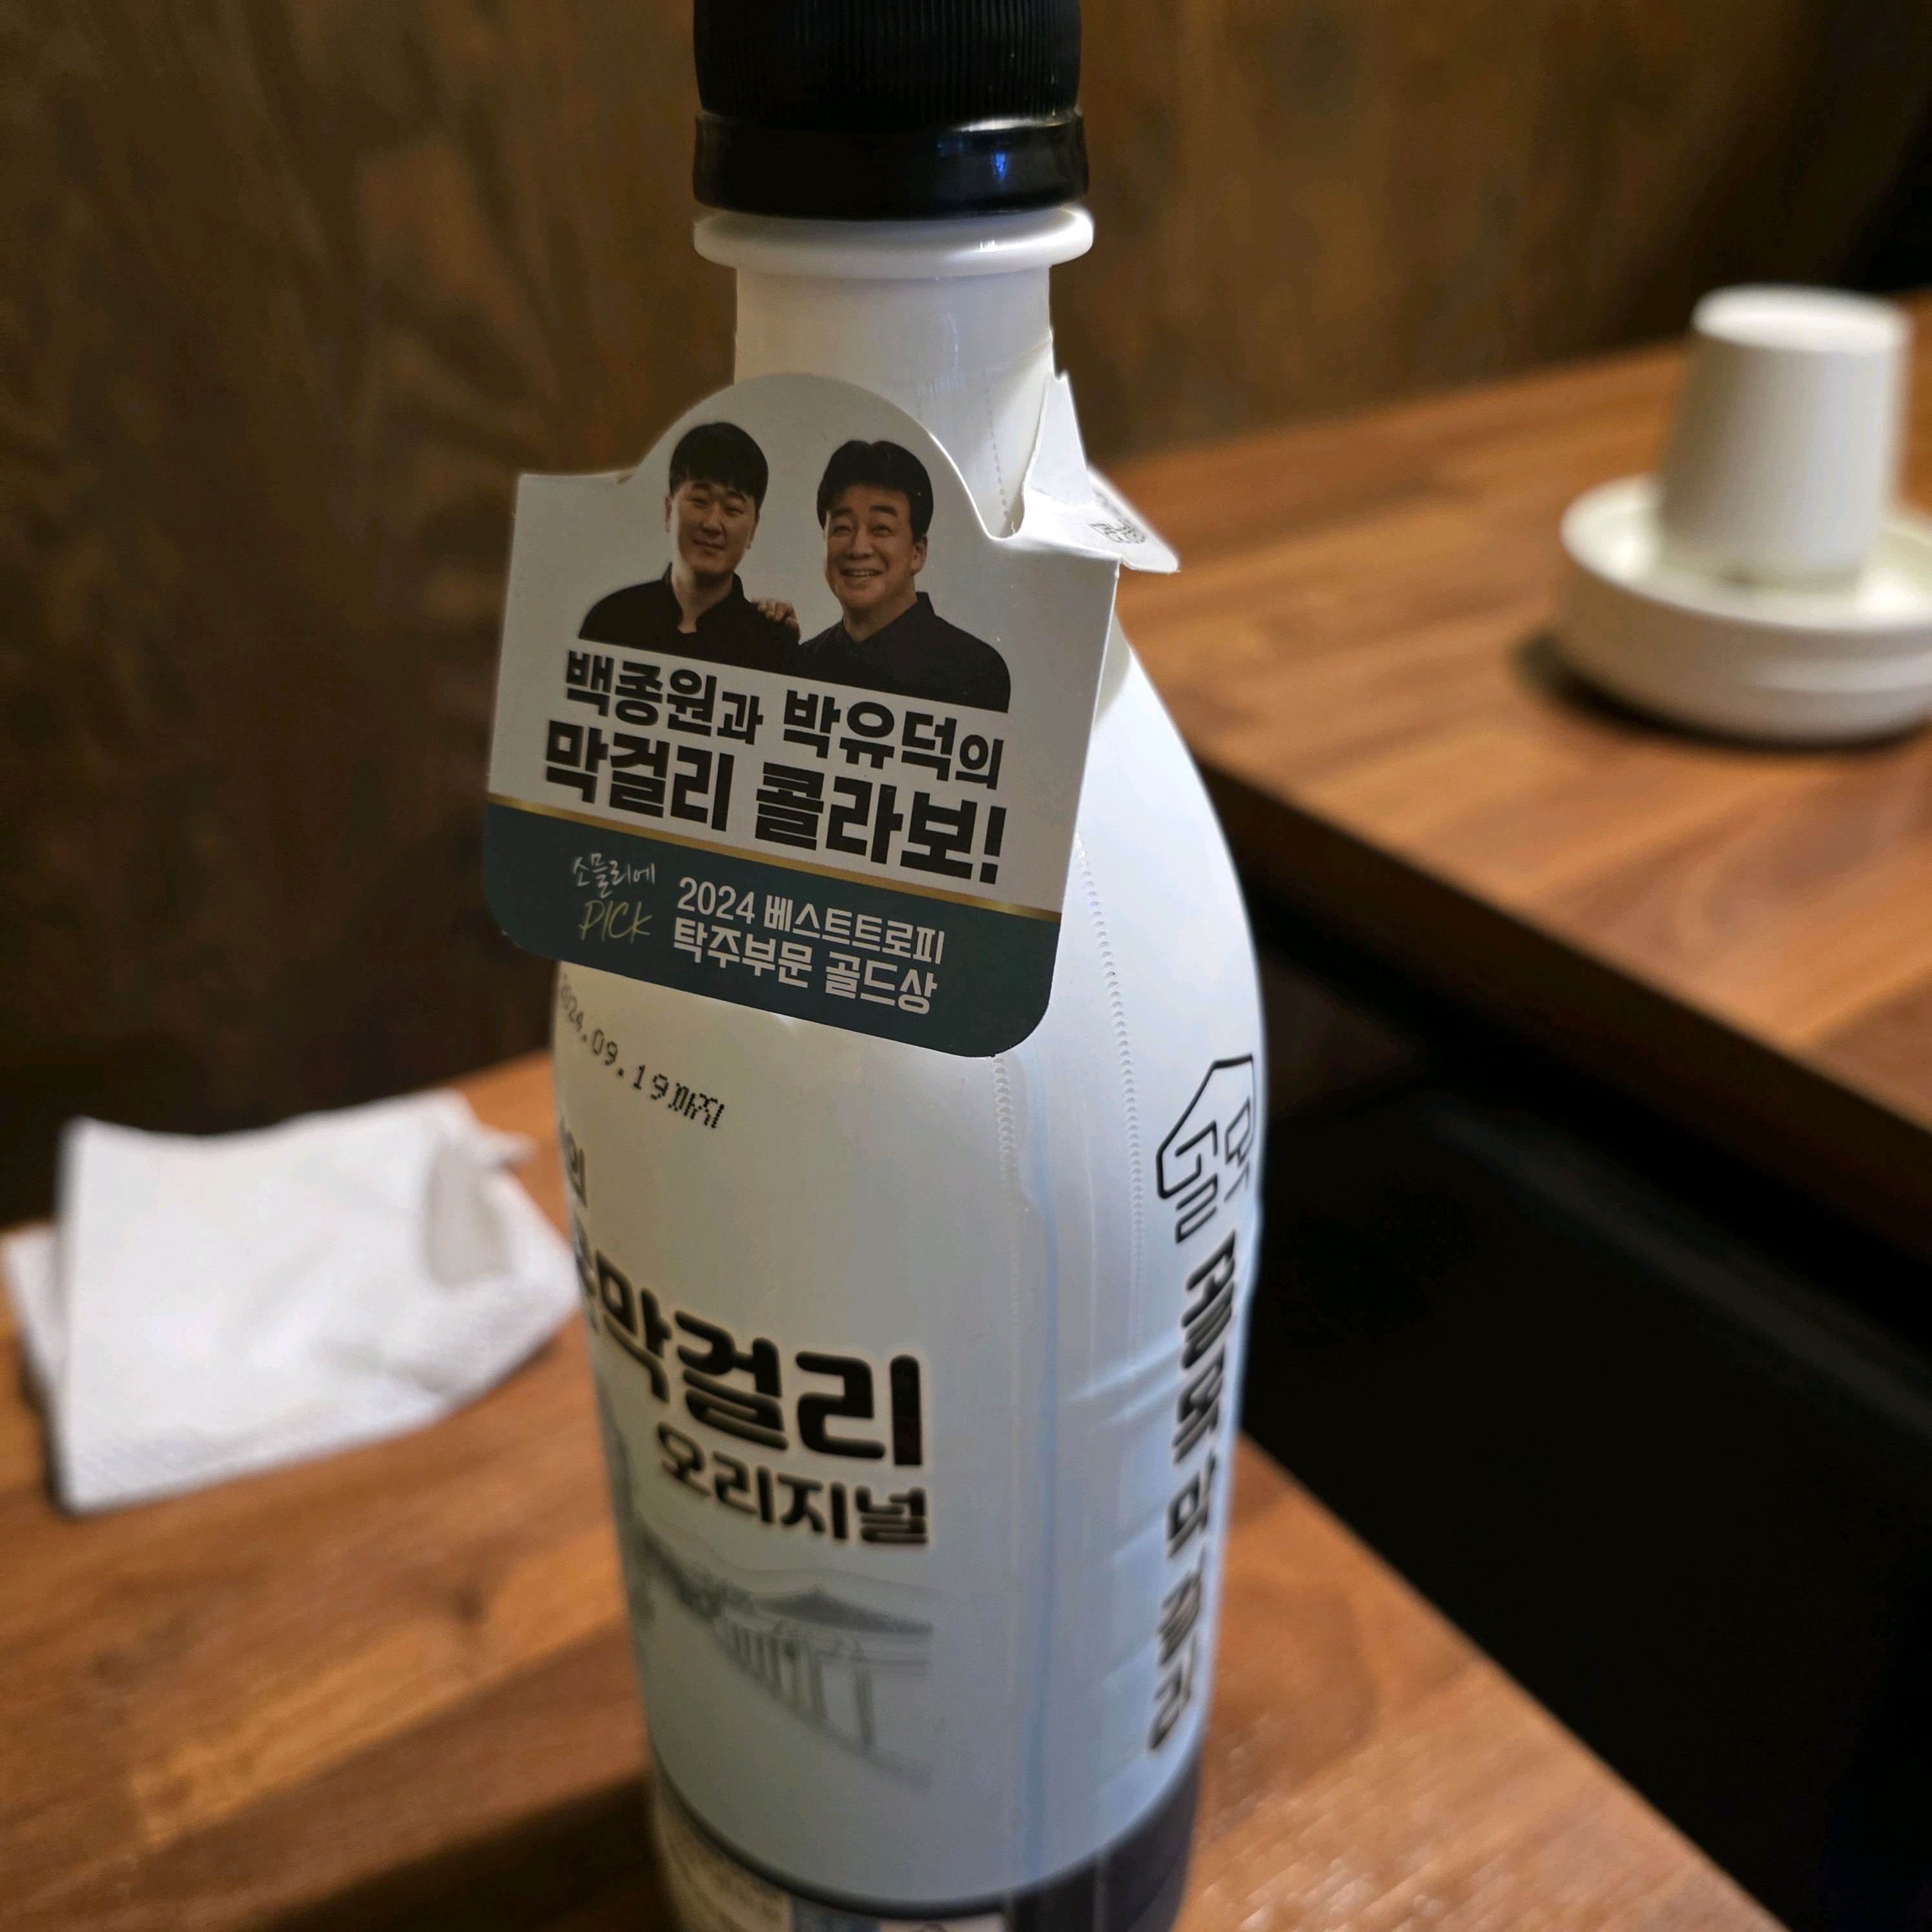 백종원과 박유덕의
막걸리 콜라보!
소믈리에
PICK
2024 베스트트로피
탁주부문 골드상
2024.09.19까지
막걸리
오리지널